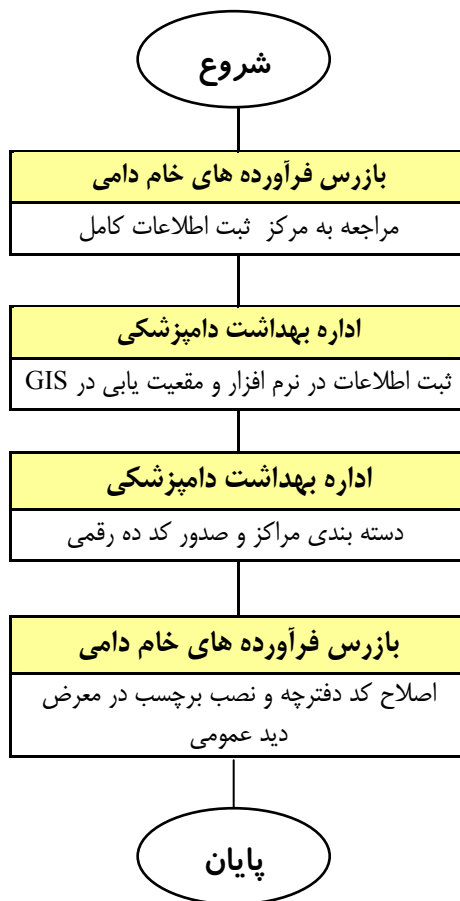 شروع
بازرس فرآورده های خام دامی
مراجعه به مرکز ثبت اطلاعات کامل
اداره بهداشت دامپزشکی
ثبت اطلاعات در نرم افزار و مقعیت یابی در GIS
اداره بهداشت دامپزشکی
دسته بندی مراکز و صدور کد ده رقمی
بازرس فرآورده های خام دامی
اصلاح کد دفترچه و نصب برچسب در معرض
دید عمومی
پایان